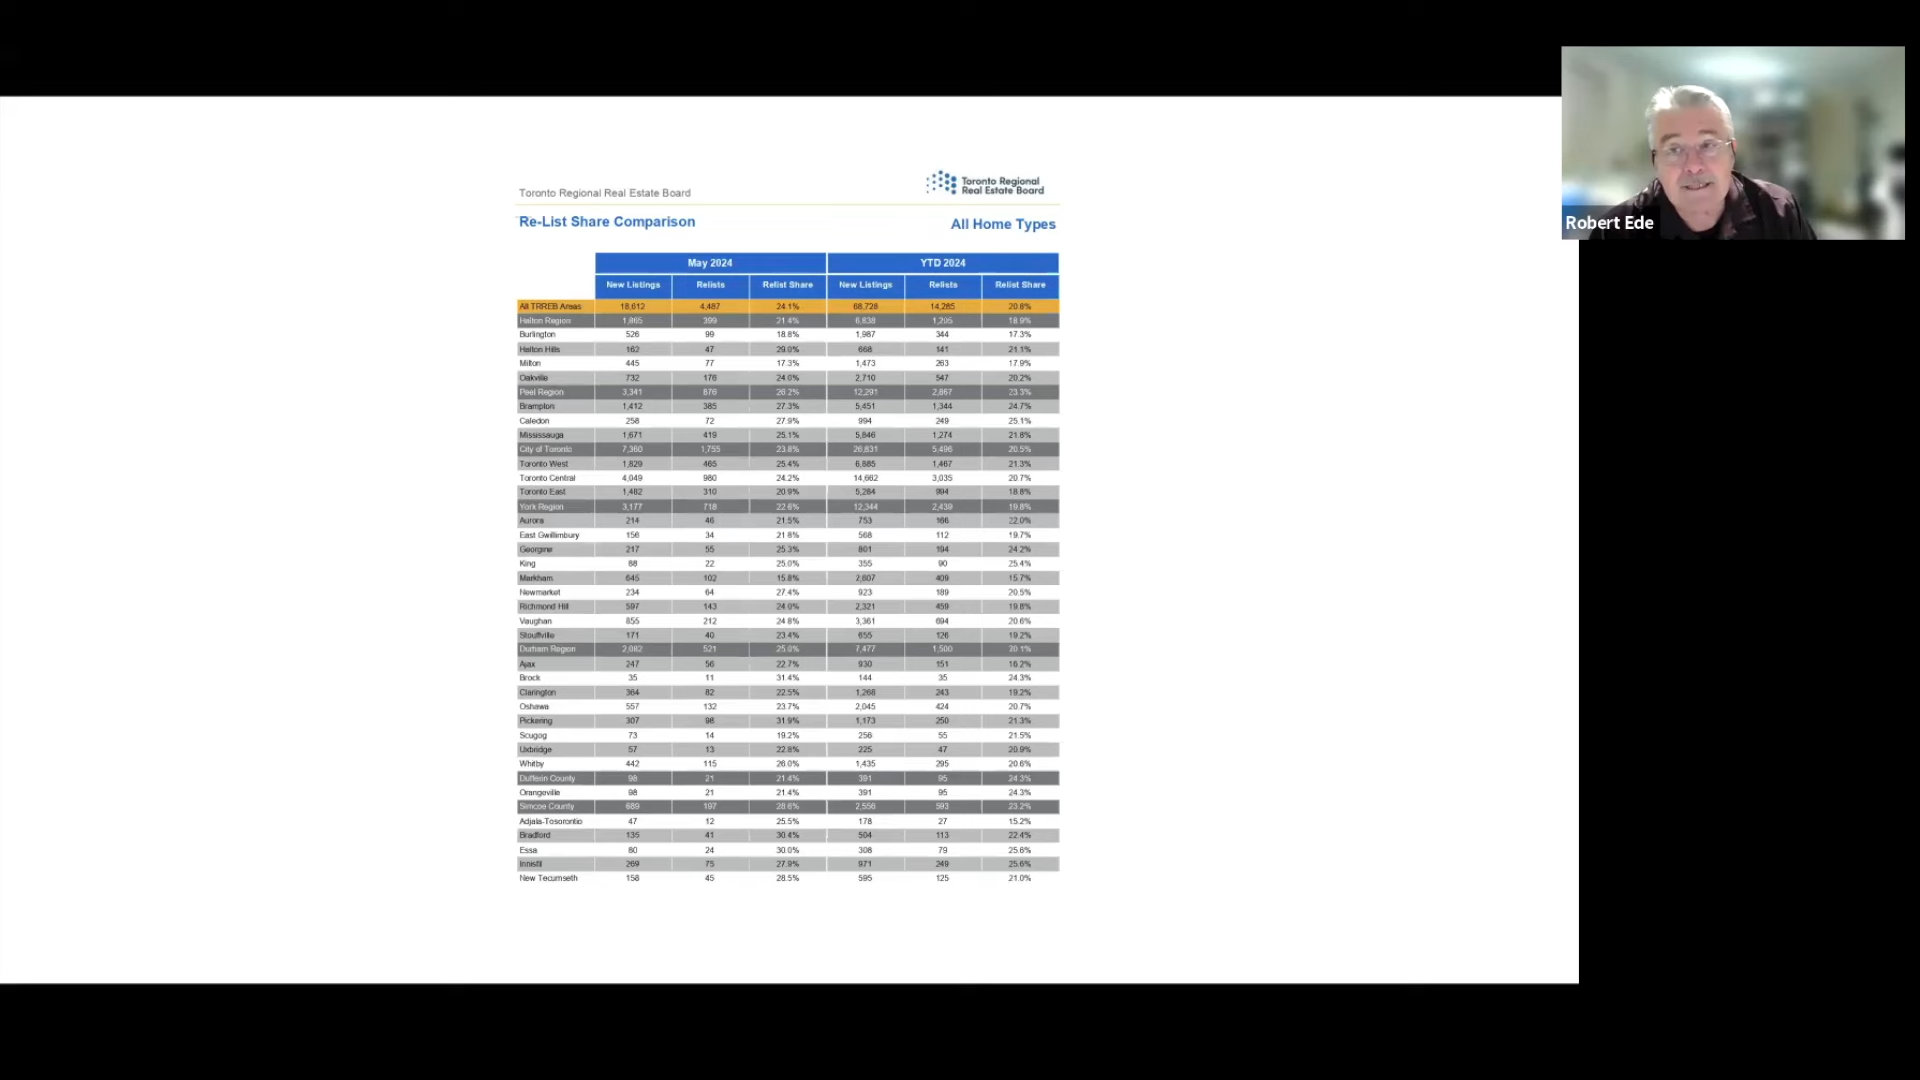 Toronto Regional Real Estate Board
Toronto Regional
Real Estate Board
Re-List Share Comparison
All Home Types
May 2024 YTD 2024
New Listings Relists Relist Share New Listings Relists Relist Share
All TRREB Areas 18,612 4,487 24.1% 68,728 14,285 20.8%
Halton Region 1,865 399 21.4% 6,838 1,295 18.9%
Burlington 526 99 18.8% 1,987 344 17.3%
Halton Hills 162 47 29.0% 668 141 21.1%
Milton 445 77 17.3% 1,473 263 17.9%
Oakville 732 176 24.0% 2,710 547 20.2%
Peel Region 3,341 876 26.2% 12,291 2,867 23.3%
Brampton 1,412 385 27.3% 5,451 1,344 24.7%
Caledon 258 72 27.9% 994 249 25.1%
Mississauga 1,671 419 25.1% 5,846 1,274 21.8%
City of Toronto 7,360 1,755 23.8% 26,831 5,496 20.5%
Toronto West 1,829 465 25.4% 6,885 1,467 21.3%
Toronto Central 4,049 980 24.2% 14,662 3,035 20.7%
Toronto East 1,482 310 20.9% 5,284 994 18.8%
York Region 3,177 718 22.6% 12,344 2,439 19.8%
Aurora 214 46 21.5% 753 166 22.0%
East Gwillimbury 156 34 21.8% 568 112 19.7%
Georgina 217 55 25.3% 801 194 24.2%
King 88 22 25.0% 355 90 25.4%
Markham 645 102 15.8% 2,607 409 15.7%
Newmarket 234 64 27.4% 923 189 20.5%
Richmond Hill 597 143 24.0% 2,321 459 19.8%
Vaughan 855 212 24.8% 3,361 694 20.6%
Stouffville 171 40 23.4% 655 126 19.2%
Durham Region 2,082 521 25.0% 7,477 1,500 20.1%
Ajax 247 56 22.7% 930 151 16.2%
Brock 35 11 31.4% 144 35 24.3%
Clarington 364 82 22.5% 1,268 243 19.2%
Oshawa 557 132 23.7% 2,045 424 20.7%
Pickering 307 98 31.9% 1,173 250 21.3%
Scugog 73 14 19.2% 256 55 21.5%
Uxbridge 57 13 22.8% 225 47 20.9%
Whitby 442 115 26.0% 1,435 295 20.6%
Dufferin County 98 21 21.4% 391 95 24.3%
Orangeville 98 21 21.4% 391 95 24.3%
Simcoe County 689 197 28.6% 2,556 593 23.2%
Adjala-Tosorontio 47 12 25.5% 178 27 15.2%
Bradford 135 41 30.4% 504 113 22.4%
Essa 80 24 30.0% 308 79 25.6%
Innisfil 269 75 27.9% 971 249 25.6%
New Tecumseth 158 45 28.5% 595 125 21.0%
Robert Ede